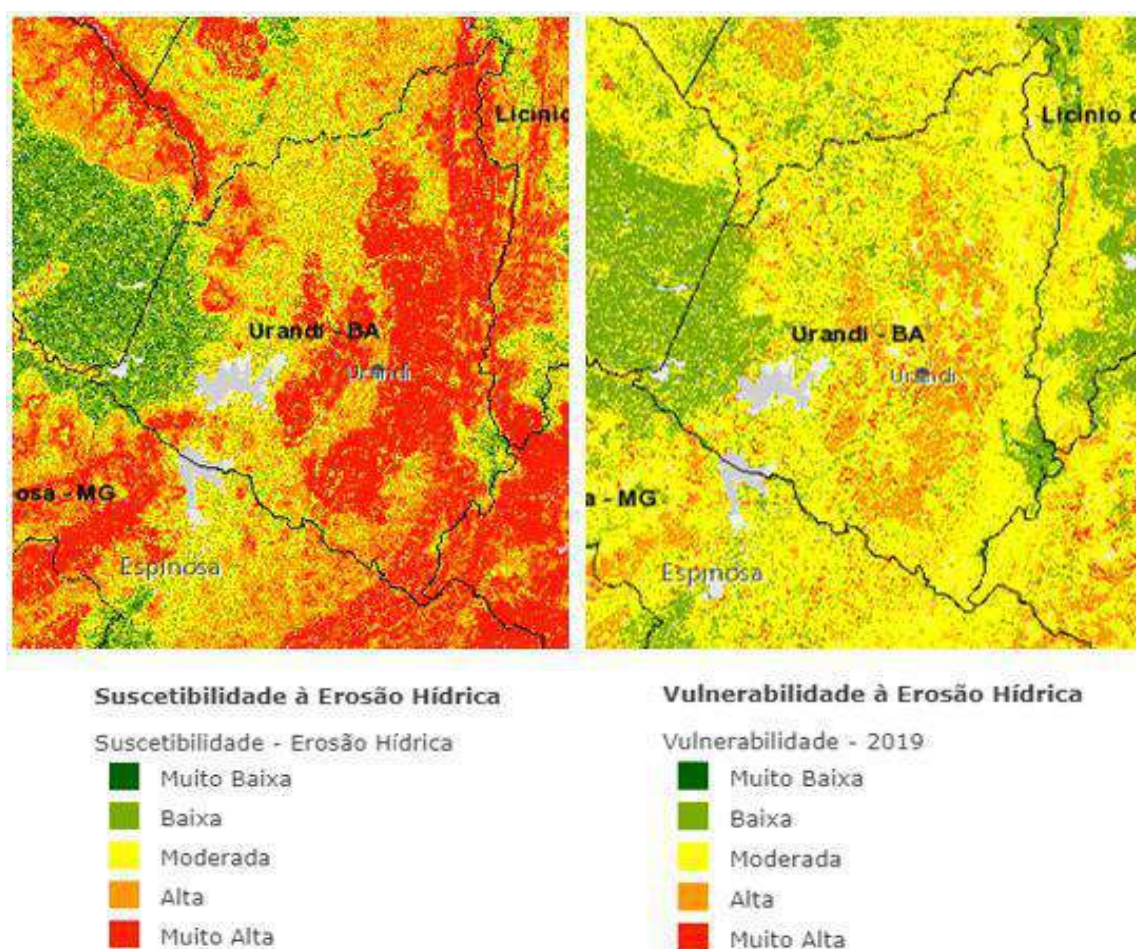 Licinio
Urandi - BA
Urandi
osa - MG
Espinosa
Licinio d
Urandi - BA
Urandi
a - MG
Espinosa
Suscetibilidade à Erosão Hídrica
Suscetibilidade - Erosão Hídrica
Muito Baixa
Baixa
Moderada
Alta
Muito Alta
Vulnerabilidade à Erosão Hídrica
Vulnerabilidade - 2019
Muito Baixa
Baixa
Moderada
Alta
Muito Alta